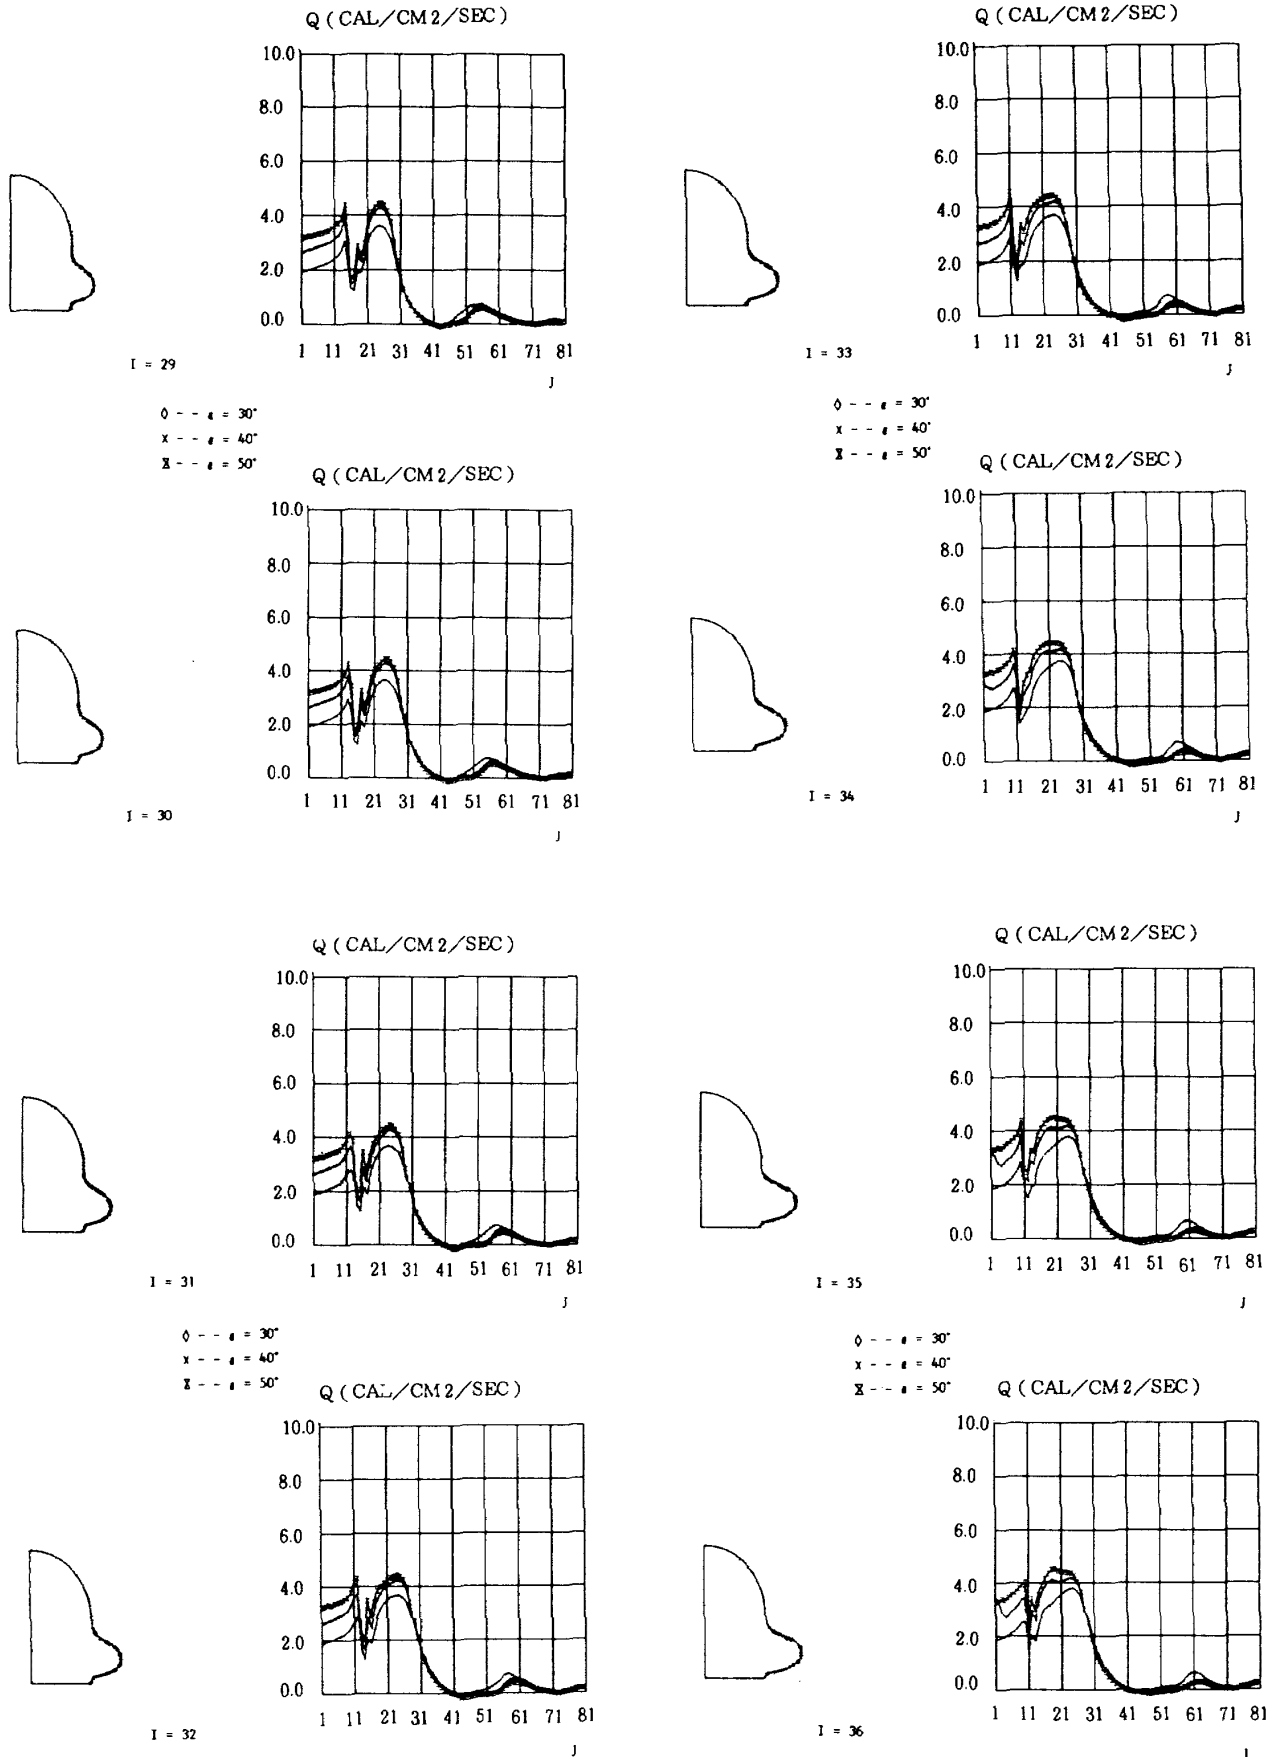 Q ( CAL/CM 2/SEC )
10.0
8.0
6.0
4.0
2.0
0.0
1 11 21 31 41 51 61 71 81
J
I = 29
◊ - - α = 30°
x - - α = 40°
⧖ - - α = 50°
Q ( CAL/CM 2/SEC )
10.0
8.0
6.0
4.0
2.0
0.0
1 11 21 31 41 51 61 71 81
J
I = 30
Q ( CAL/CM 2/SEC )
10.0
8.0
6.0
4.0
2.0
0.0
1 11 21 31 41 51 61 71 81
J
I = 31
◊ - - α = 30°
x - - α = 40°
⧖ - - α = 50°
Q ( CAL/CM 2/SEC )
10.0
8.0
6.0
4.0
2.0
0.0
1 11 21 31 41 51 61 71 81
J
I = 32
Q ( CAL/CM 2/SEC )
10.0
8.0
6.0
4.0
2.0
0.0
1 11 21 31 41 51 61 71 81
J
I = 33
◊ - - α = 30°
x - - α = 40°
⧖ - - α = 50°
Q ( CAL/CM 2/SEC )
10.0
8.0
6.0
4.0
2.0
0.0
1 11 21 31 41 51 61 71 81
J
I = 34
Q ( CAL/CM 2/SEC )
10.0
8.0
6.0
4.0
2.0
0.0
1 11 21 31 41 51 61 71 81
J
I = 35
◊ - - α = 30°
x - - α = 40°
⧖ - - α = 50°
Q ( CAL/CM 2/SEC )
10.0
8.0
6.0
4.0
2.0
0.0
1 11 21 31 41 51 61 71 81
I = 36